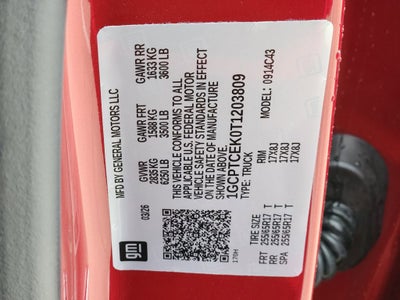 MFD BY GENERAL MOTORS LLC
03/26
GVWR GAWR FRT GAWR RR
2835 KG 1588 KG 1633 KG
6250 LB 3500 LB 3600 LB
THIS VEHICLE CONFORMS TO ALL
APPLICABLE U.S. FEDERAL MOTOR
VEHICLE SAFETY STANDARDS IN EFFECT
ON THE DATE OF MANUFACTURE
SHOWN ABOVE.
1GCPTCEK0T1203809
TYPE: TRUCK MODEL: 0914C43
TIRE SIZE RIM
FRT 255/65R17 T 17X8J
RR 255/65R17 T 17X8J
SPA 255/65R17 T 17X8J
gm